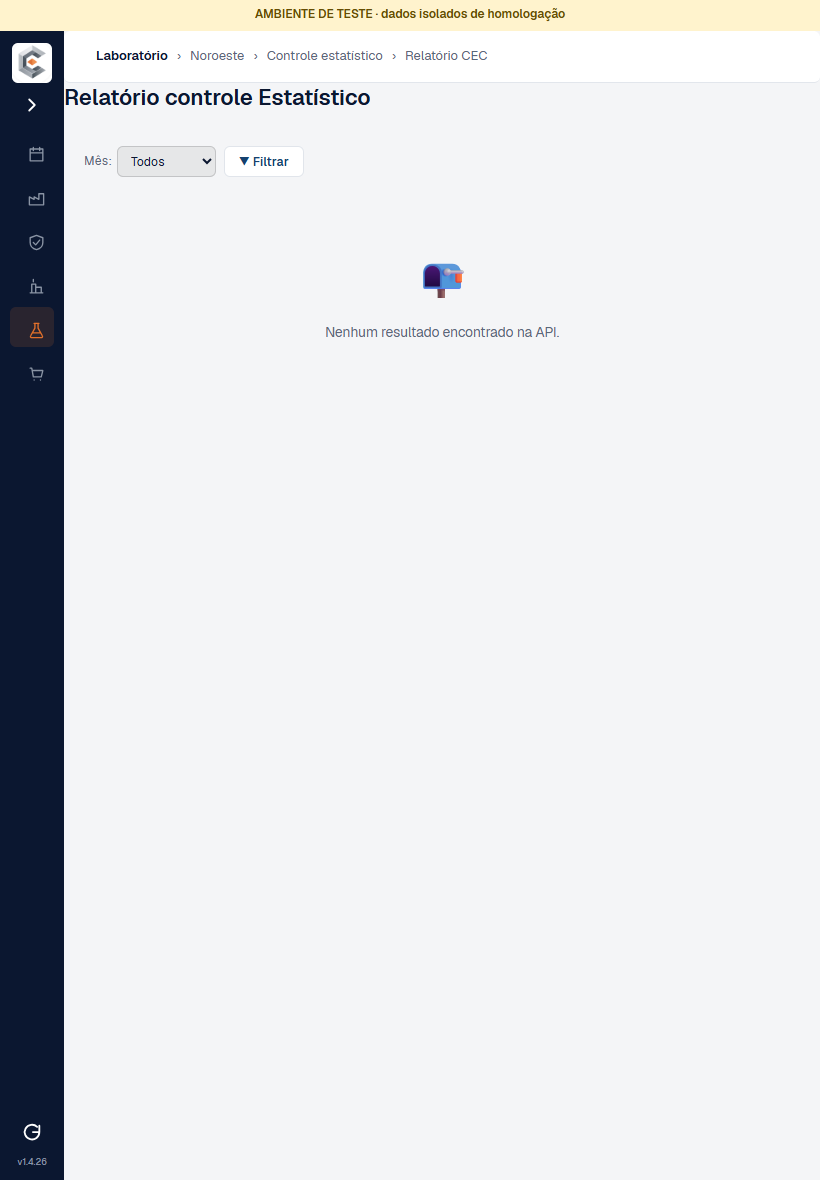 AMBIENTE DE TESTE · dados isolados de homologação
Laboratório › Noroeste › Controle estatístico › Relatório CEC
Relatório controle Estatístico
Mês: Todos ▼ Filtrar
Nenhum resultado encontrado na API.
v1.4.26